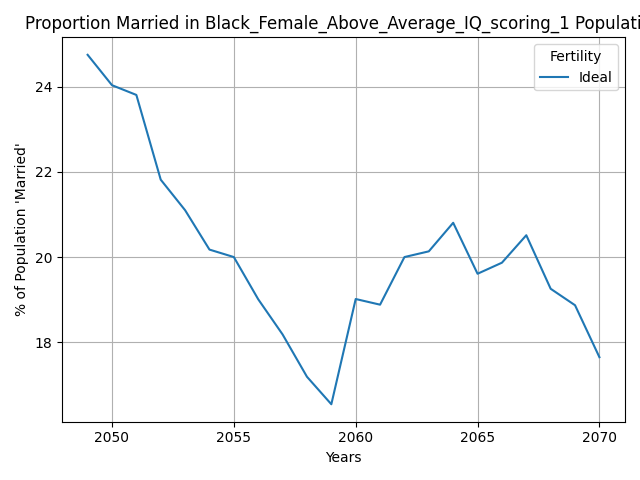 Proportion Married in Black_Female_Above_Average_IQ_scoring_1 Populati
Fertility
Ideal
% of Population 'Married'
24
22
20
18
2050 2055 2060 2065 2070
Years